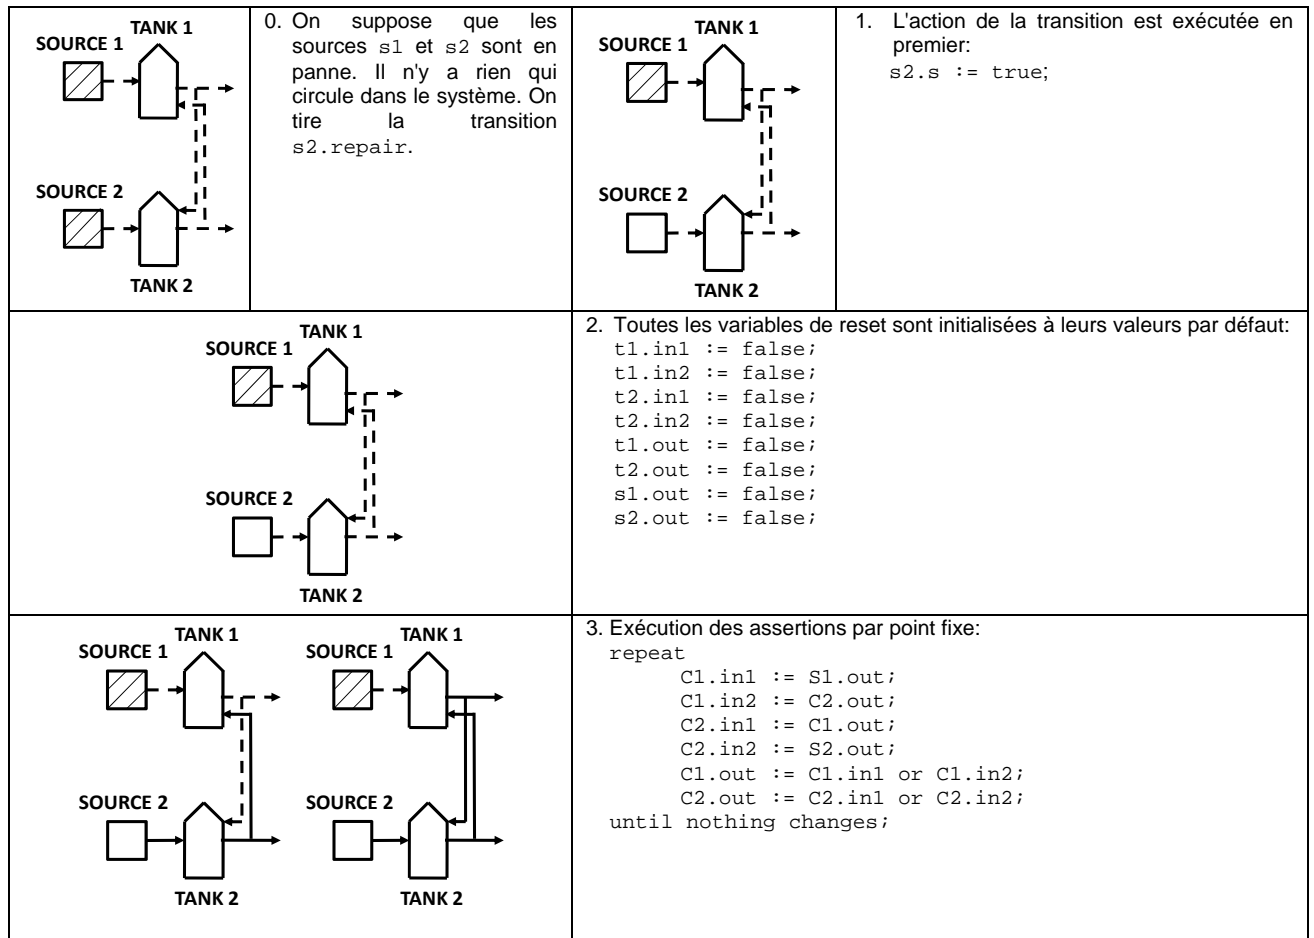 TANK 1
SOURCE 1
SOURCE 2
TANK 2
0. On suppose que les
sources s1 et s2 sont en
panne. Il n'y a rien qui
circule dans le système. On
tire la transition
s2.repair.
TANK 1
SOURCE 1
SOURCE 2
TANK 2
1. L'action de la transition est exécutée en
premier:
s2.s := true;
TANK 1
SOURCE 1
SOURCE 2
TANK 2
2. Toutes les variables de reset sont initialisées à leurs valeurs par défaut:
t1.in1 := false;
t1.in2 := false;
t2.in1 := false;
t2.in2 := false;
t1.out := false;
t2.out := false;
s1.out := false;
s2.out := false;
TANK 1
SOURCE 1
SOURCE 2
TANK 2
TANK 1
SOURCE 1
SOURCE 2
TANK 2
3. Exécution des assertions par point fixe:
repeat
C1.in1 := S1.out;
C1.in2 := C2.out;
C2.in1 := C1.out;
C2.in2 := S2.out;
C1.out := C1.in1 or C1.in2;
C2.out := C2.in1 or C2.in2;
until nothing changes;